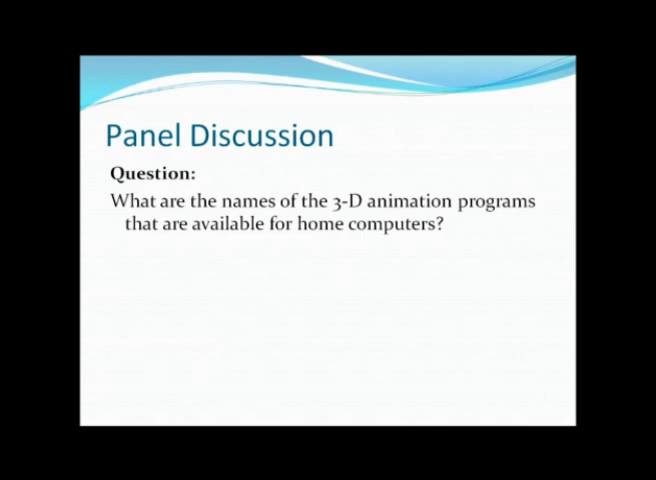 Panel Discussion
Question:
What are the names of the 3-D animation programs
that are available for home computers?